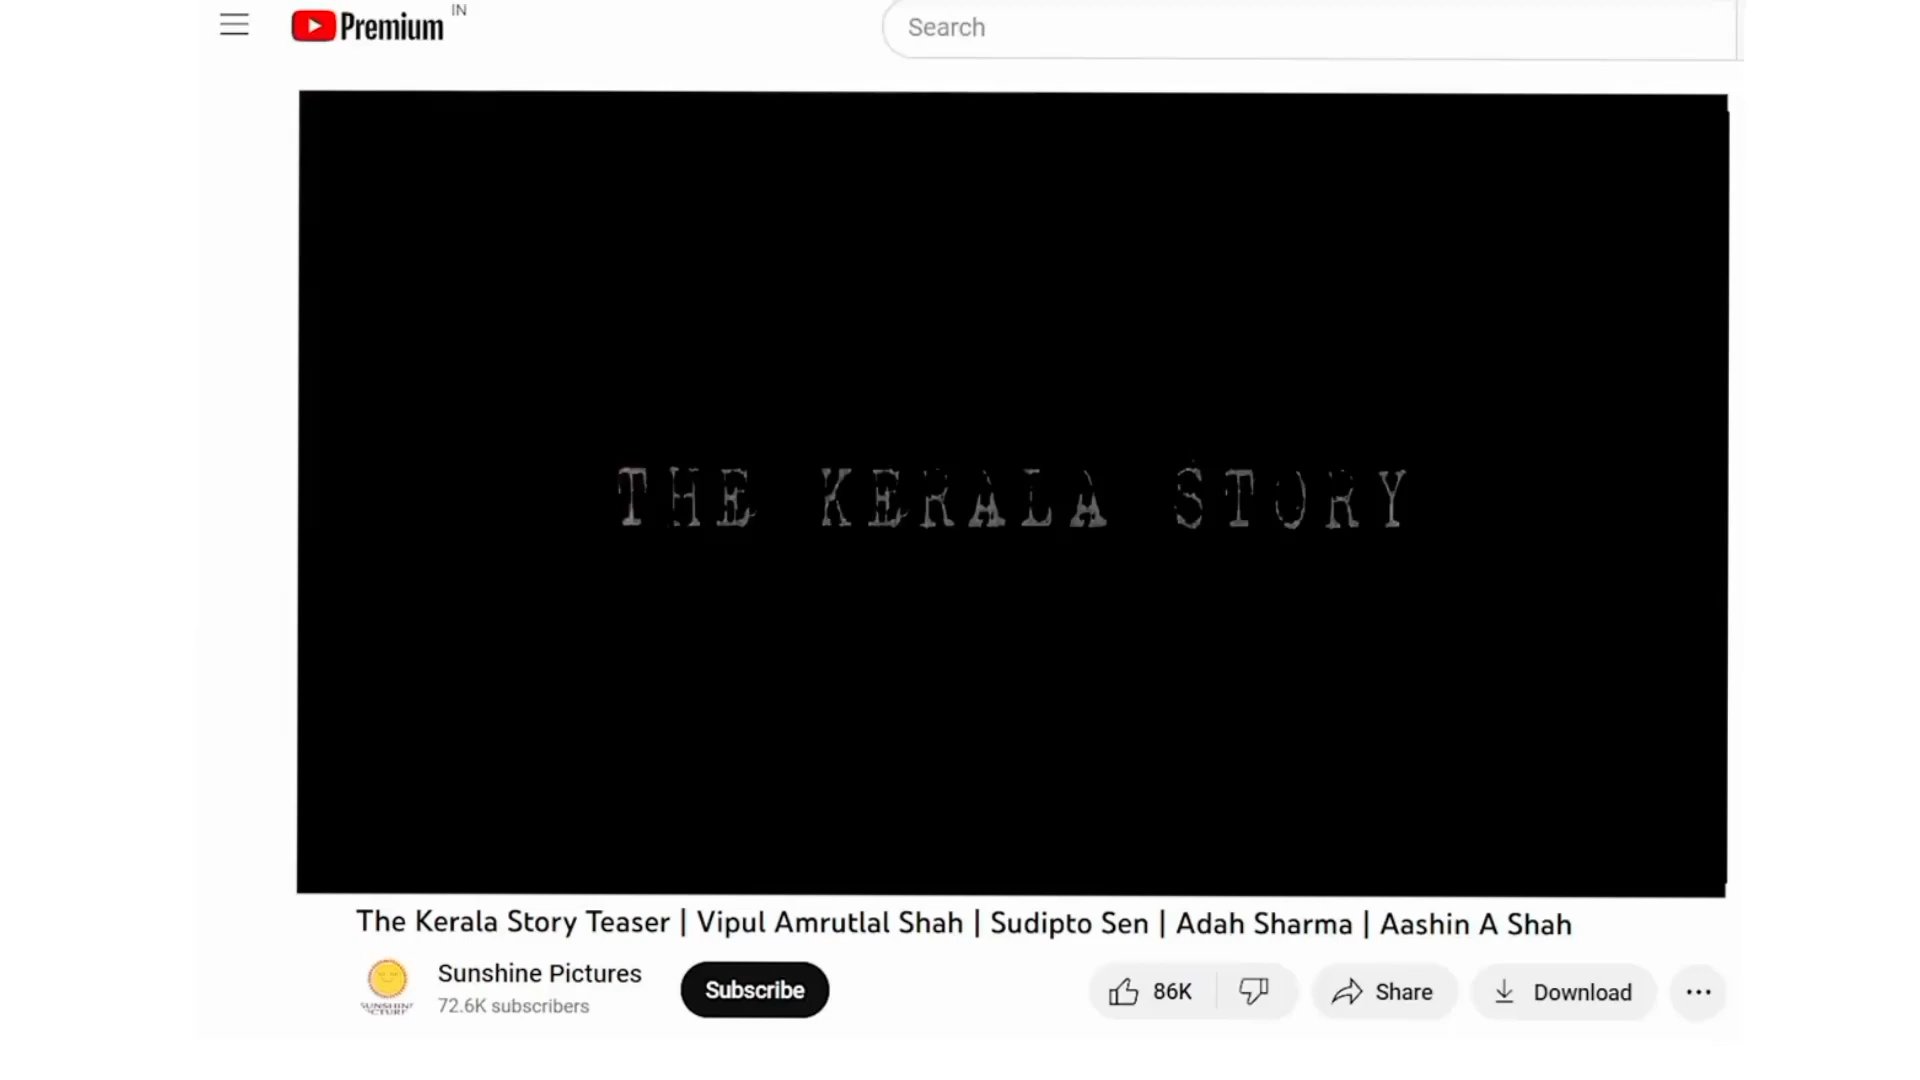 Premium IN
Search
THE KERALA STORY
The Kerala Story Teaser | Vipul Amrutlal Shah | Sudipto Sen | Adah Sharma | Aashin A Shah
Sunshine Pictures
72.6K subscribers
Subscribe
86K
Share
Download
SUNSHINE